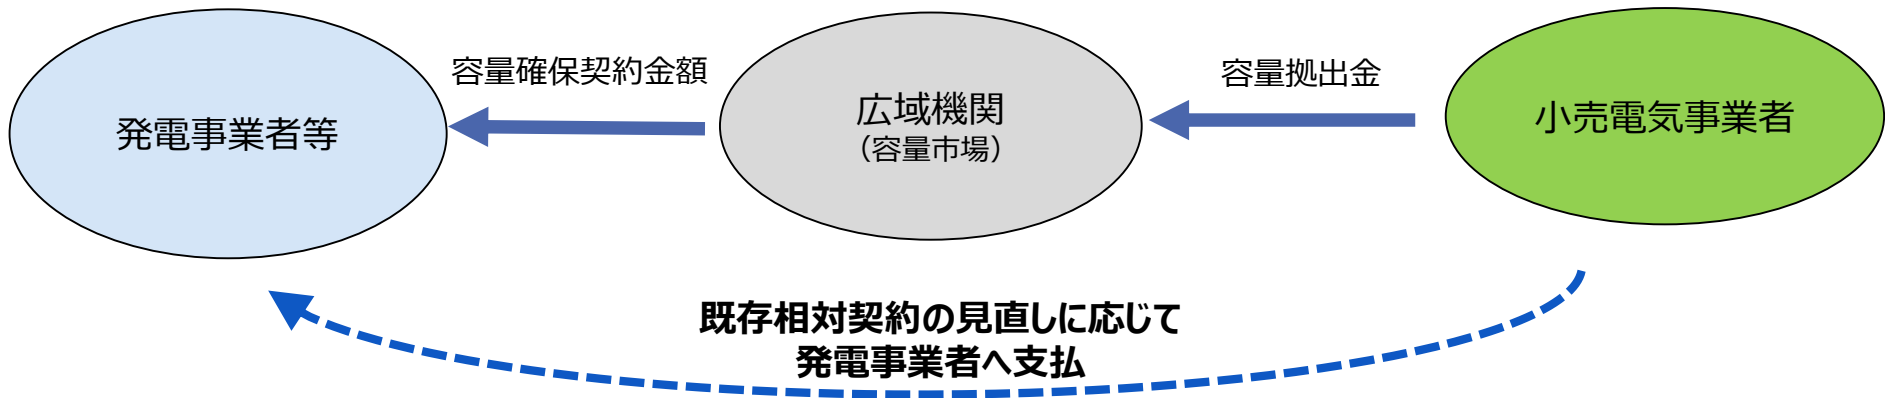 容量確保契約金額
容量拠出金
発電事業者等
広域機関
（容量市場）
小売電気事業者
既存相対契約の見直しに応じて
発電事業者へ支払